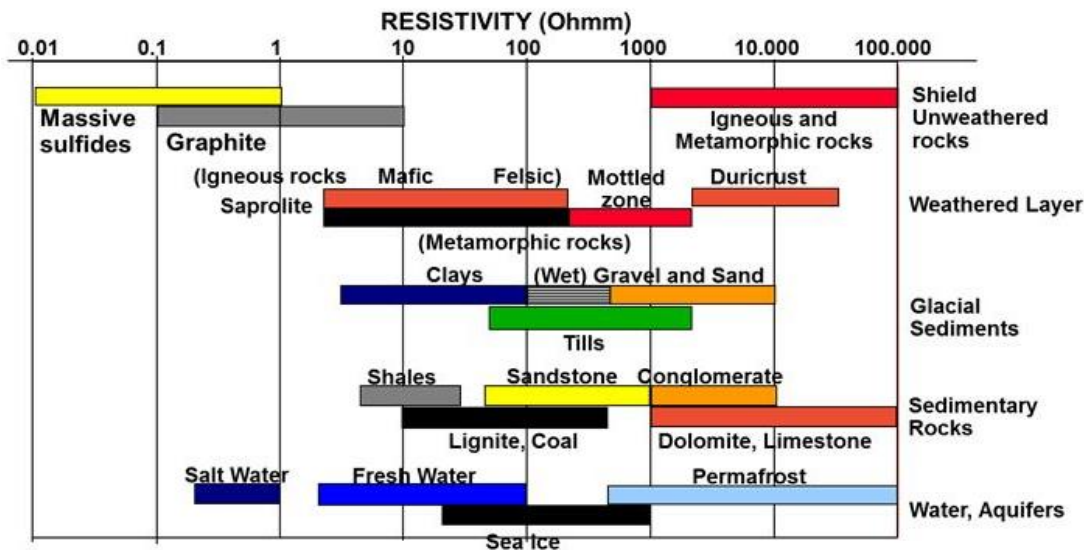 RESISTIVITY (Ohmm)
0.01 0.1 1 10 100 1000 10.000 100.000
Massive
sulfides
Graphite
Igneous and
Metamorphic rocks
Shield
Unweathered
rocks
(Igneous rocks Mafic Felsic)
Saprolite
Mottled
zone
Duricrust
Weathered Layer
(Metamorphic rocks)
Clays
(Wet) Gravel and Sand
Tills
Glacial
Sediments
Shales
Sandstone
Conglomerate
Lignite, Coal
Dolomite, Limestone
Sedimentary
Rocks
Salt Water
Fresh Water
Permafrost
Water, Aquifers
Sea Ice